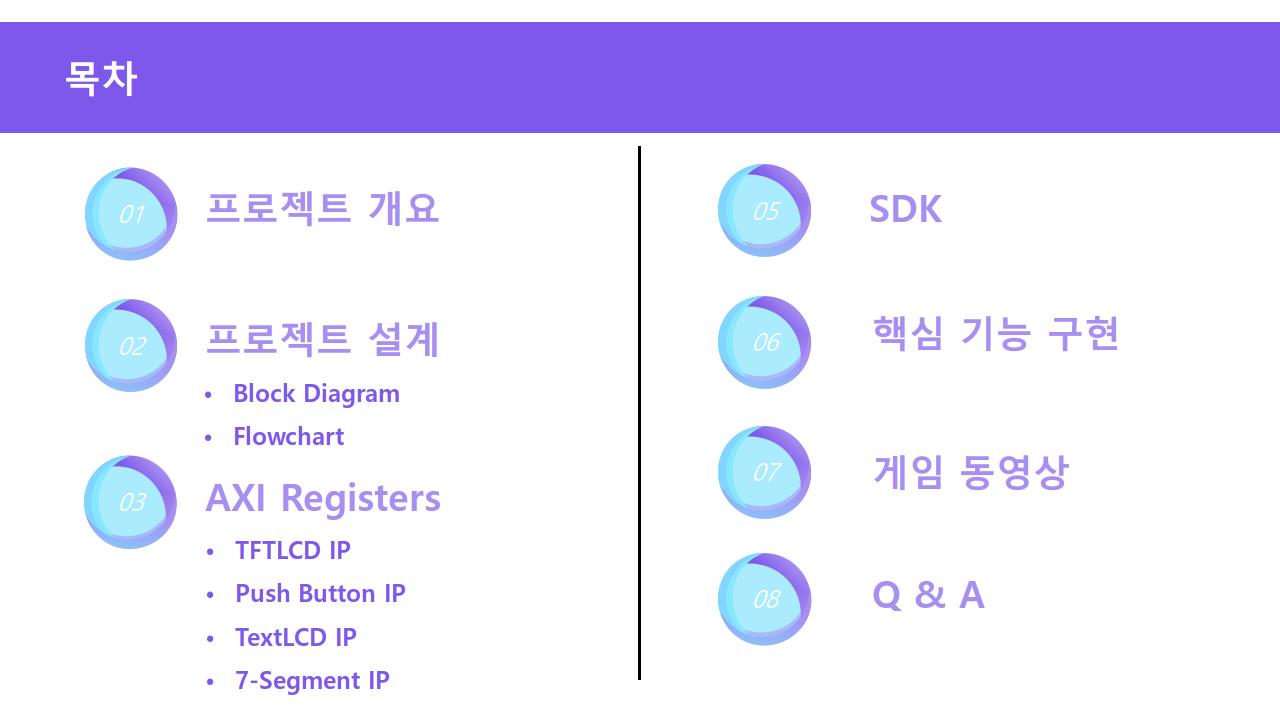 목차
01
프로젝트 개요
02
프로젝트 설계
• Block Diagram
• Flowchart
03
AXI Registers
• TFTLCD IP
• Push Button IP
• TextLCD IP
• 7-Segment IP
05
SDK
06
핵심 기능 구현
07
게임 동영상
08
Q & A